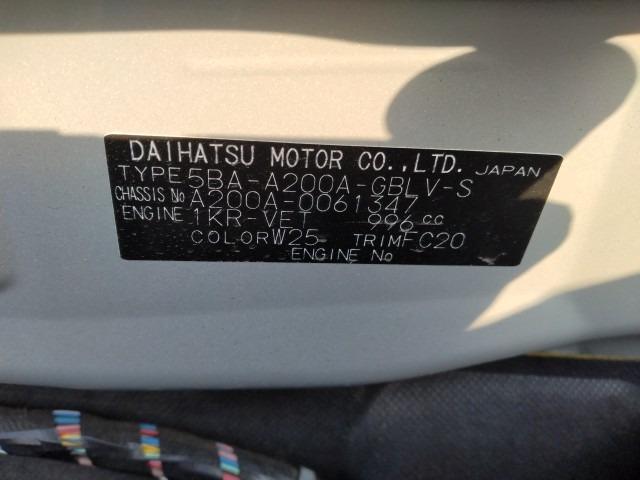 DAIHATSU MOTOR CO.,LTD. JAPAN
TYPE 5BA-A200A-GBLV-S
CHASSIS No A200A-0061347
ENGINE 1KR-VET 996 cc
COLOR W25 TRIM FC20
ENGINE No